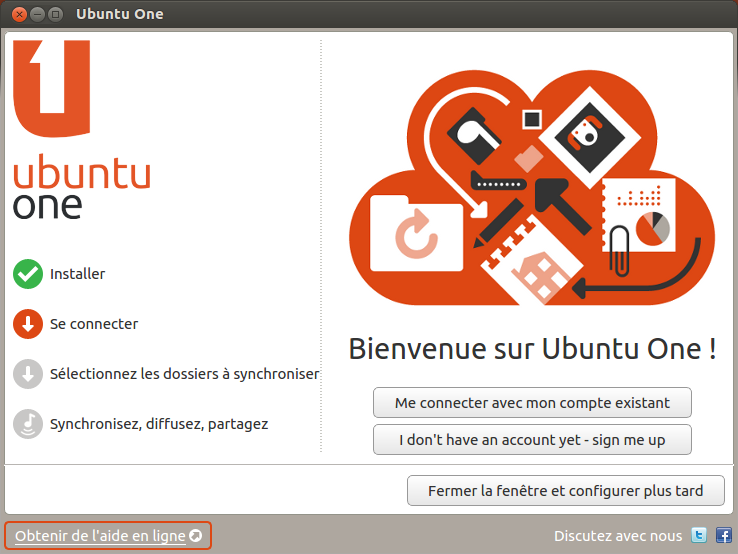 Ubuntu One
ubuntu
one
Installer
Se connecter
Sélectionnez les dossiers à synchroniser
Synchronisez, diffusez, partagez
Bienvenue sur Ubuntu One !
Me connecter avec mon compte existant
I don't have an account yet - sign me up
Fermer la fenêtre et configurer plus tard
Obtenir de l'aide en ligne
Discutez avec nous